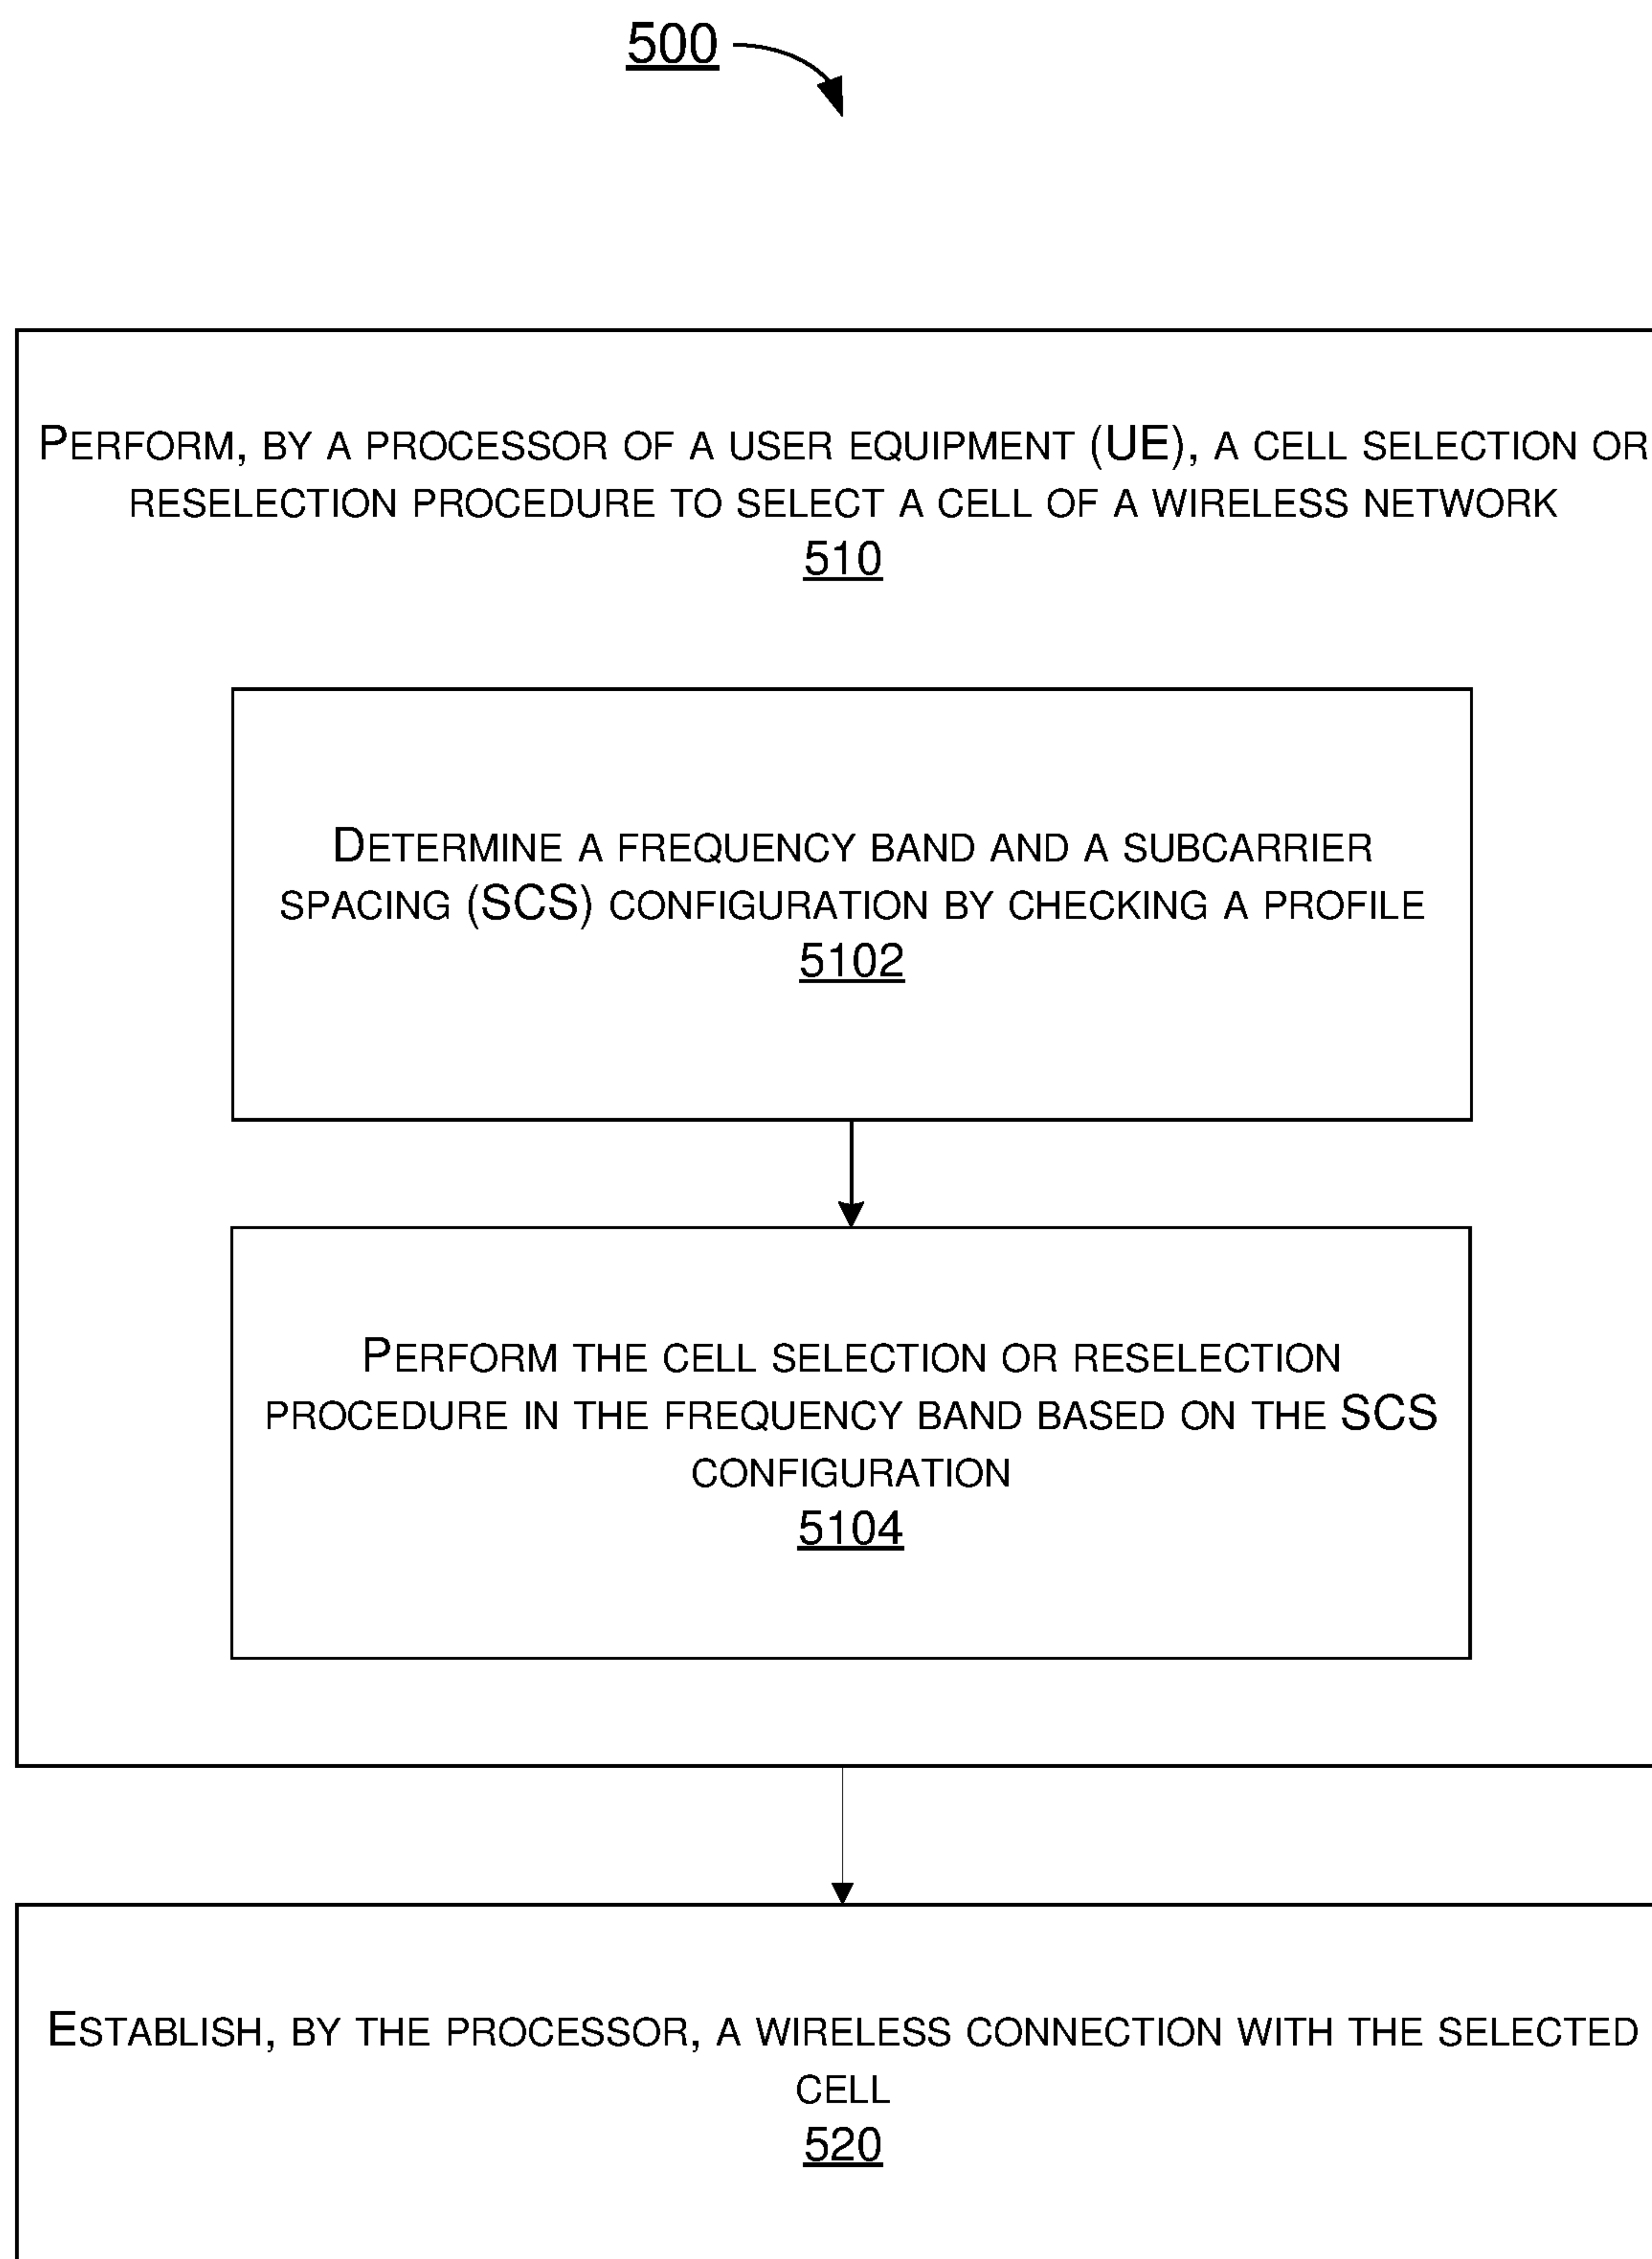 500
PERFORM, BY A PROCESSOR OF A USER EQUIPMENT (UE), A CELL SELECTION OR
RESELECTION PROCEDURE TO SELECT A CELL OF A WIRELESS NETWORK
510
DETERMINE A FREQUENCY BAND AND A SUBCARRIER
SPACING (SCS) CONFIGURATION BY CHECKING A PROFILE
5102
PERFORM THE CELL SELECTION OR RESELECTION
PROCEDURE IN THE FREQUENCY BAND BASED ON THE SCS
CONFIGURATION
5104
ESTABLISH, BY THE PROCESSOR, A WIRELESS CONNECTION WITH THE SELECTED
CELL
520